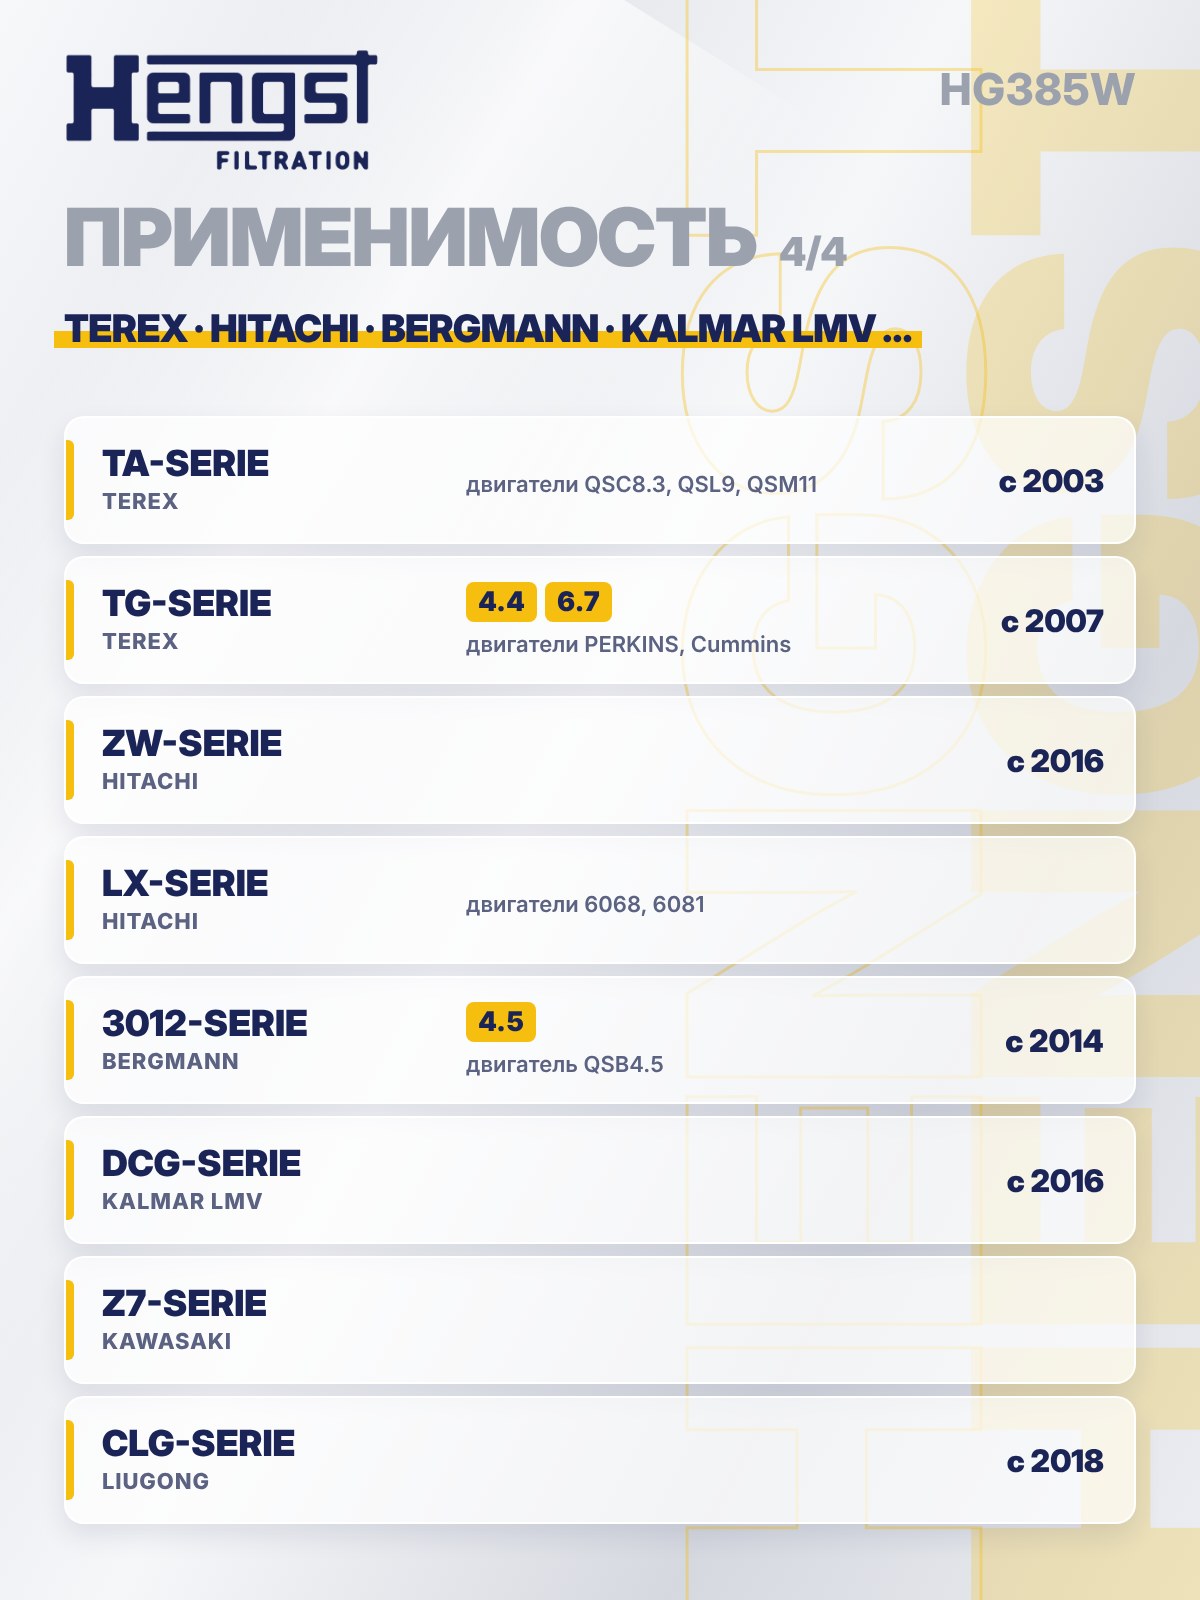 Hengst
FILTRATION
HG385W
ПРИМЕНИМОСТЬ 4/4
TEREX · HITACHI · BERGMANN · KALMAR LMV ...
TA-SERIE
TEREX
двигатели QSC8.3, QSL9, QSM11
с 2003
TG-SERIE
TEREX
4.4 6.7
двигатели PERKINS, Cummins
с 2007
ZW-SERIE
HITACHI
с 2016
LX-SERIE
HITACHI
двигатели 6068, 6081
3012-SERIE
BERGMANN
4.5
двигатель QSB4.5
с 2014
DCG-SERIE
KALMAR LMV
с 2016
Z7-SERIE
KAWASAKI
CLG-SERIE
LIUGONG
с 2018
HENGST
HENGST